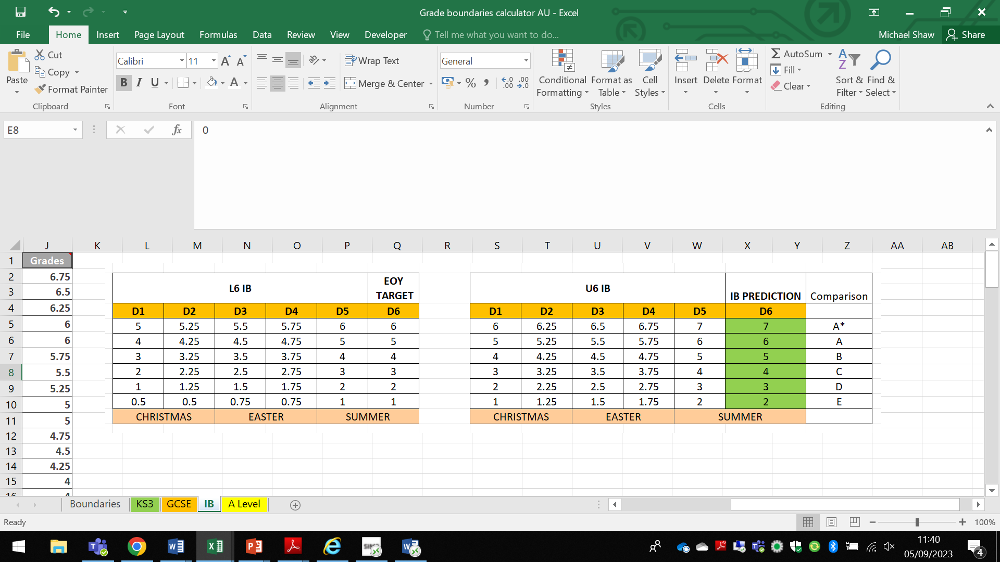 Grade boundaries calculator AU - Excel
File Home Insert Page Layout Formulas Data Review View Developer Tell me what you want to do... Michael Shaw Share
Paste
Cut
Copy
Format Painter
Clipboard
Calibri 11
B I U
Font
Wrap Text
Merge & Center
Alignment
General
% , .0 .00 .00 .0
Number
Conditional Formatting
Format as Table
Cell Styles
Styles
Insert
Delete
Format
Cells
AutoSum
Fill
Clear
Sort & Filter
Find & Select
Editing
E8 fx 0
J K L M N O P Q R S T U V W X Y Z AA AB
1 Grades
2 6.75
3 6.5
4 6.25
5 6
6 6
7 5.75
8 5.5
9 5.25
10 5
11 5
12 4.75
13 4.5
14 4.25
15 4
16 4
L6 IB EOY TARGET
D1 D2 D3 D4 D5 D6
5 5.25 5.5 5.75 6 6
4 4.25 4.5 4.75 5 5
3 3.25 3.5 3.75 4 4
2 2.25 2.5 2.75 3 3
1 1.25 1.5 1.75 2 2
0.5 0.5 0.75 0.75 1 1
CHRISTMAS EASTER SUMMER
U6 IB IB PREDICTION Comparison
D1 D2 D3 D4 D5 D6
6 6.25 6.5 6.75 7 7 A*
5 5.25 5.5 5.75 6 6 A
4 4.25 4.5 4.75 5 5 B
3 3.25 3.5 3.75 4 4 C
2 2.25 2.5 2.75 3 3 D
1 1.25 1.5 1.75 2 2 E
CHRISTMAS EASTER SUMMER
Boundaries KS3 GCSE IB A Level
Ready 100%
11:40
05/09/2023
4